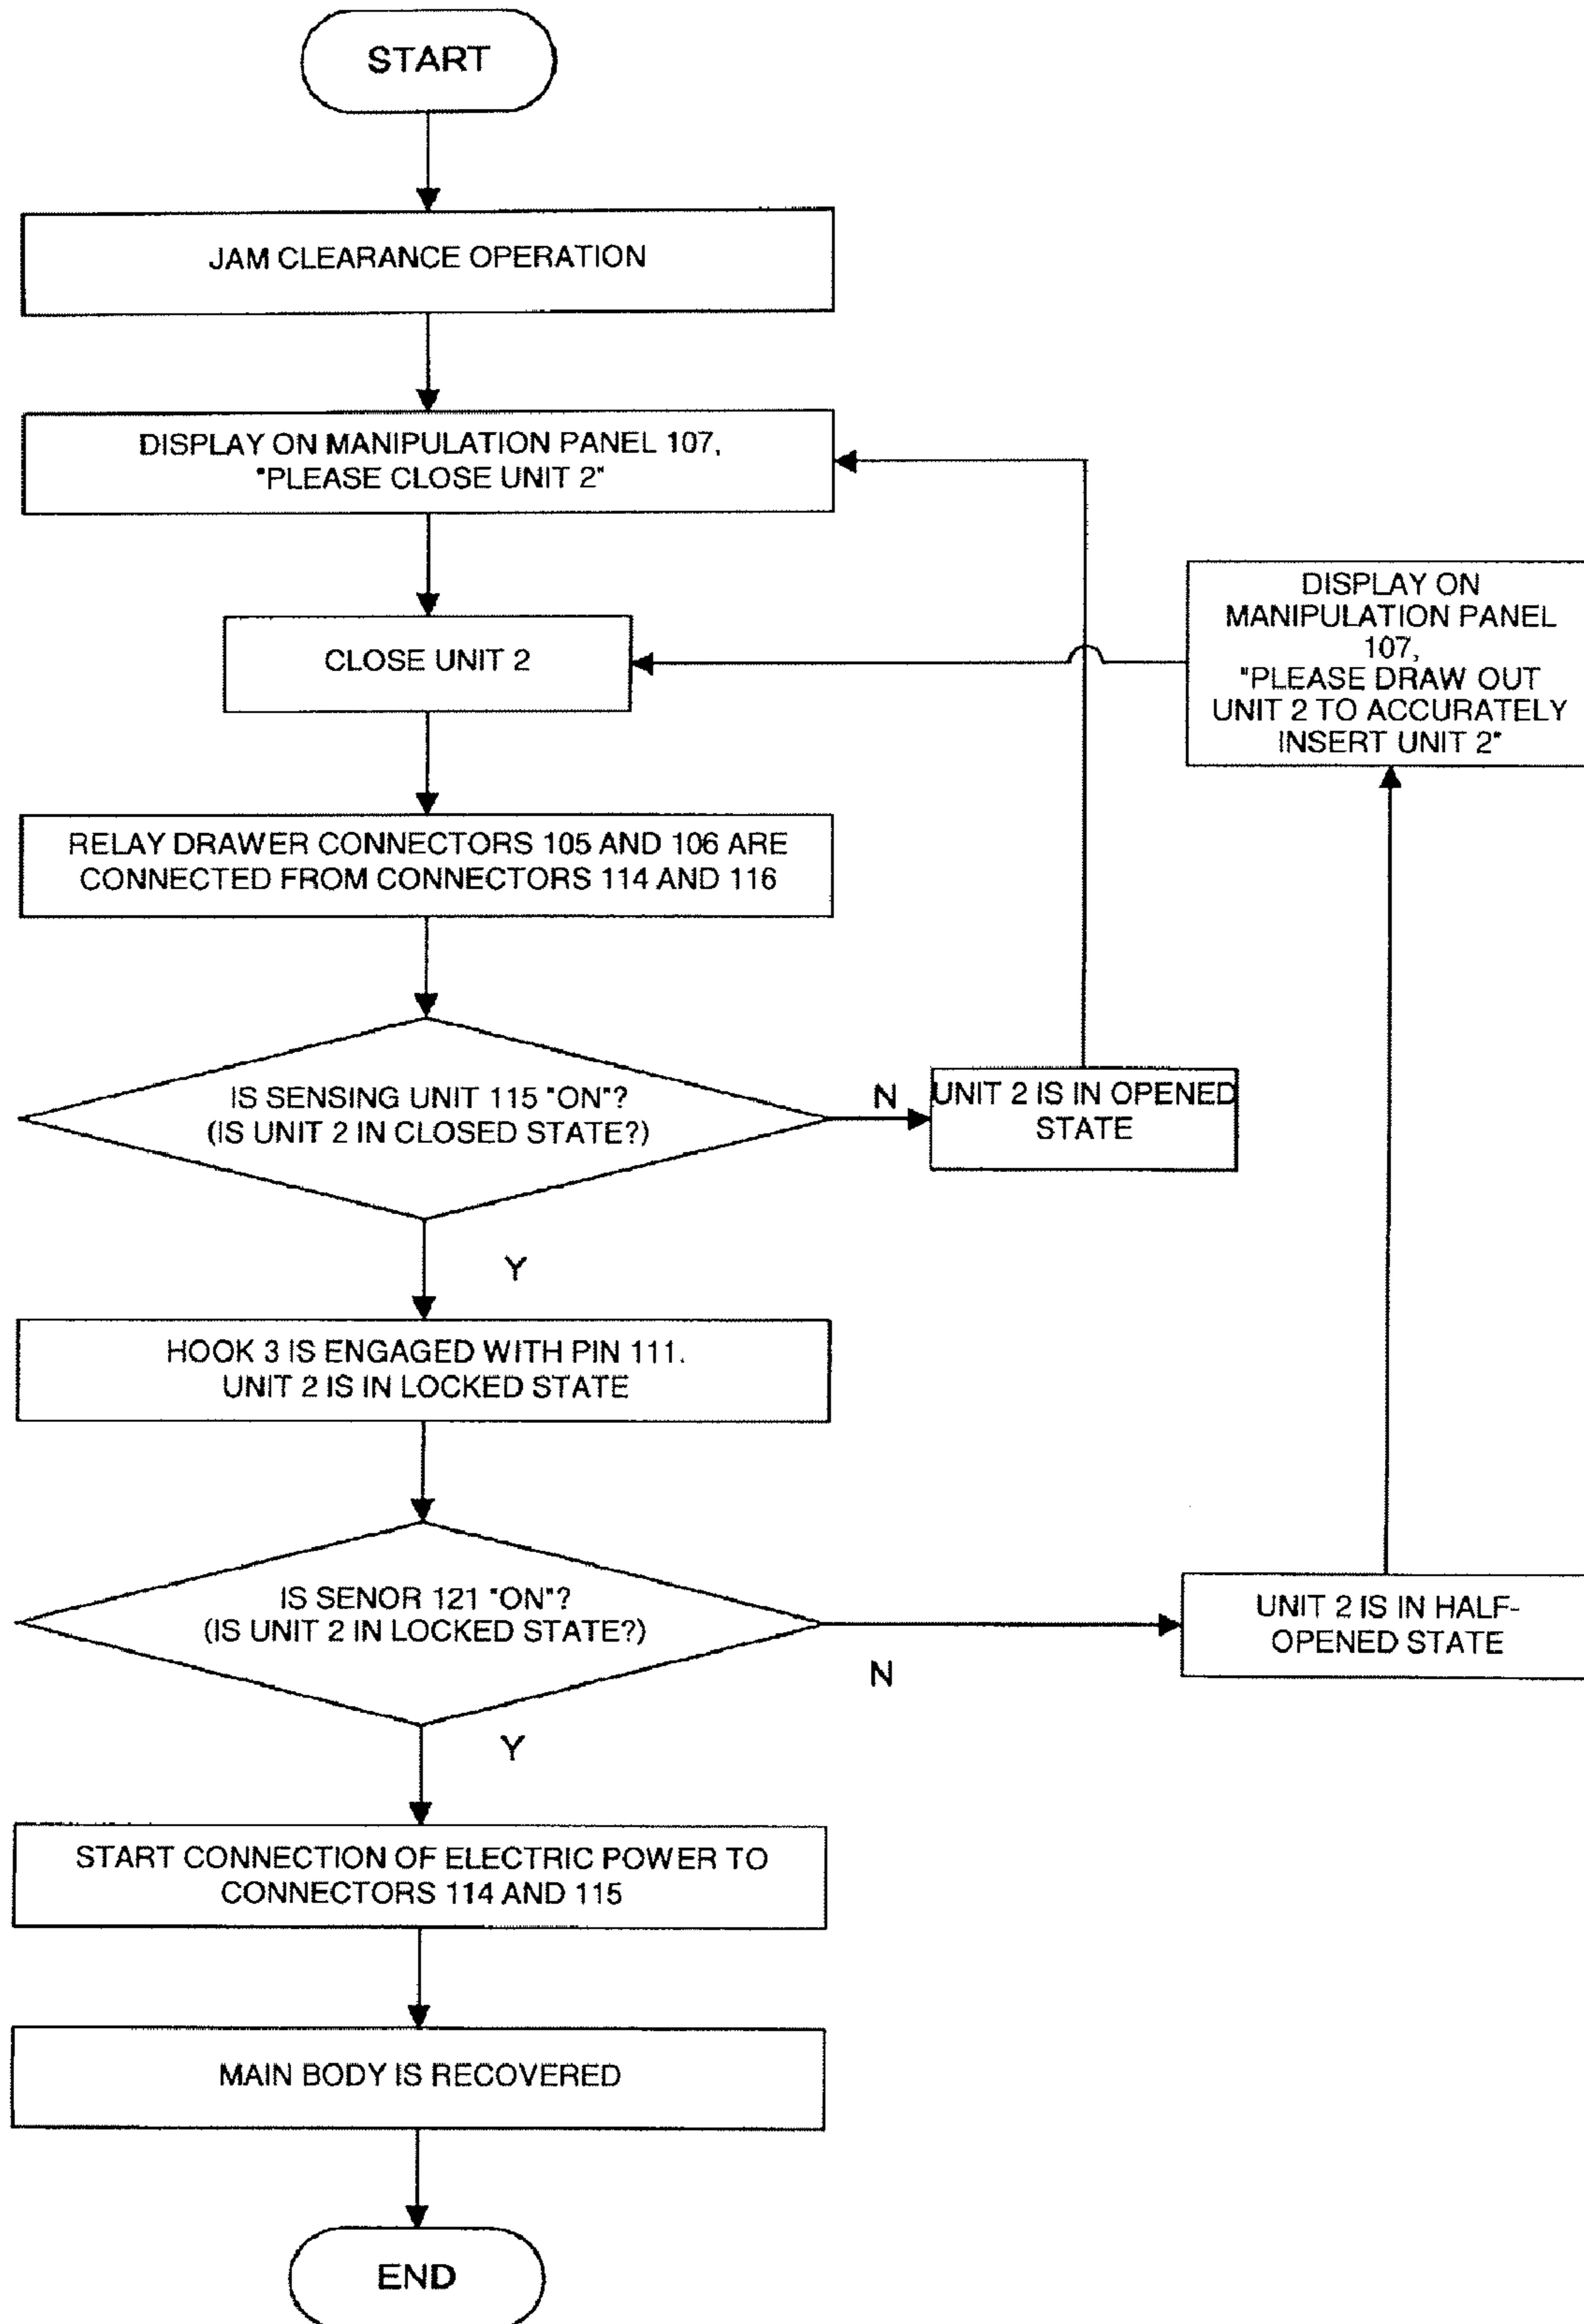 START
JAM CLEARANCE OPERATION
DISPLAY ON MANIPULATION PANEL 107,
"PLEASE CLOSE UNIT 2"
DISPLAY ON
MANIPULATION PANEL
107,
"PLEASE DRAW OUT
UNIT 2 TO ACCURATELY
INSERT UNIT 2"
CLOSE UNIT 2
RELAY DRAWER CONNECTORS 105 AND 106 ARE
CONNECTED FROM CONNECTORS 114 AND 116
IS SENSING UNIT 115 "ON"?
(IS UNIT 2 IN CLOSED STATE?)
N
UNIT 2 IS IN OPENED
STATE
Y
HOOK 3 IS ENGAGED WITH PIN 111.
UNIT 2 IS IN LOCKED STATE
IS SENOR 121 "ON"?
(IS UNIT 2 IN LOCKED STATE?)
N
UNIT 2 IS IN HALF-
OPENED STATE
Y
START CONNECTION OF ELECTRIC POWER TO
CONNECTORS 114 AND 115
MAIN BODY IS RECOVERED
END